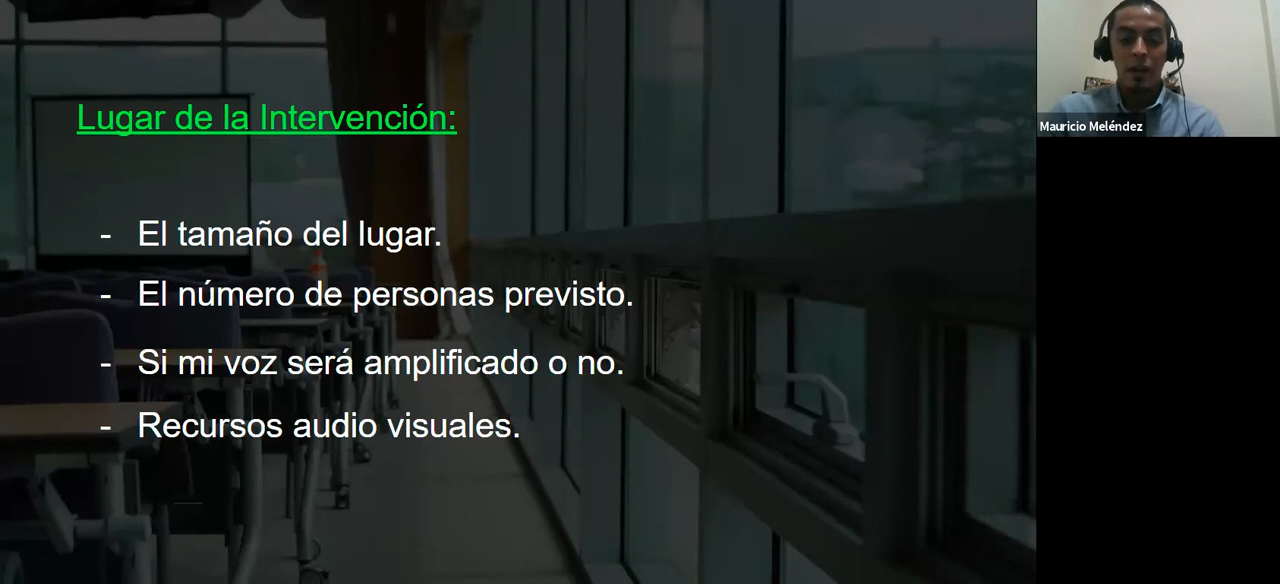 Lugar de la Intervención:
- El tamaño del lugar.
- El número de personas previsto.
- Si mi voz será amplificado o no.
- Recursos audio visuales.
Mauricio Meléndez